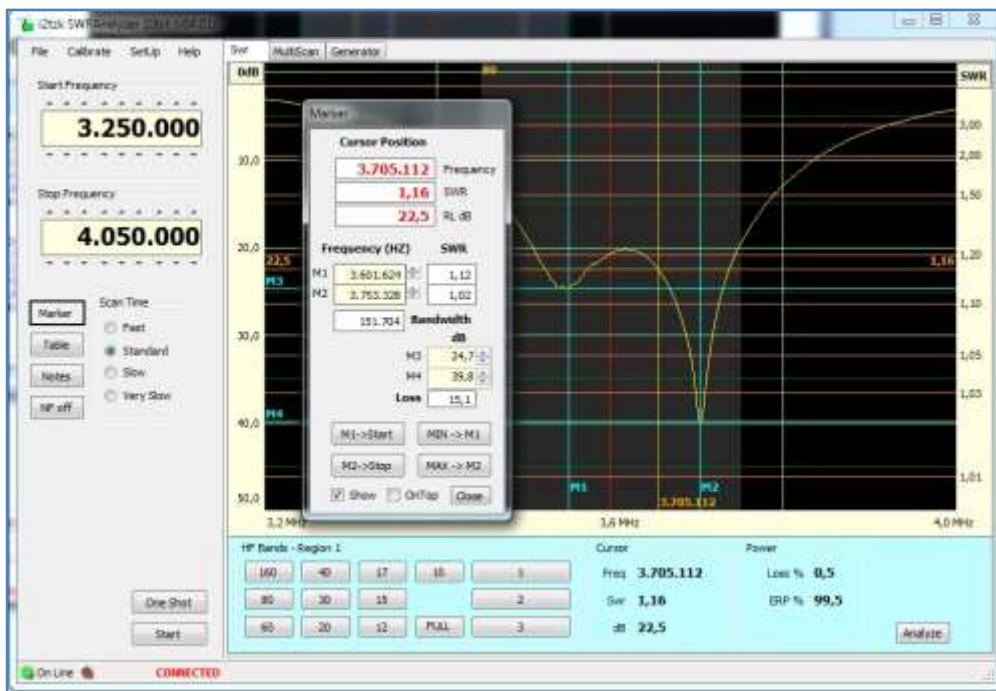 File Calibrate SetUp Help
Swr MultiScan Generator
Start Frequency
3.250.000
Stop Frequency
4.050.000
Marker
Table
Notes
NF off
Scan Time
Fast
Standard
Slow
Very Slow
One Shot
Start
On Line
CONNECTED
0dB
80
SWR
10,0
20,0
22,5
M3
30,0
M4
40,0
50,0
3,00
2,00
1,50
1,20
1,16
1,10
1,05
1,03
1,01
M1
M2
3.705.112
3,2 MHz
3,6 MHz
4,0 MHz
Marker
Cursor Position
3.705.112 Frequency
1,16 SWR
22,5 RL dB
Frequency (HZ) SWR
M1 3.601.624 1,12
M2 3.753.328 1,02
151.704 Bandwidth
dB
M3 24,7
M4 39,8
Loss 15,1
M1->Start MIN -> M1
M2->Stop MAX -> M2
Show OnTop Close
HF Bands - Region 1
160 40 17 10 1
80 30 15 2
60 20 12 FULL 3
Cursor
Freq 3.705.112
Swr 1,16
dB 22,5
Power
Loss % 0,5
ERP % 99,5
Analyze